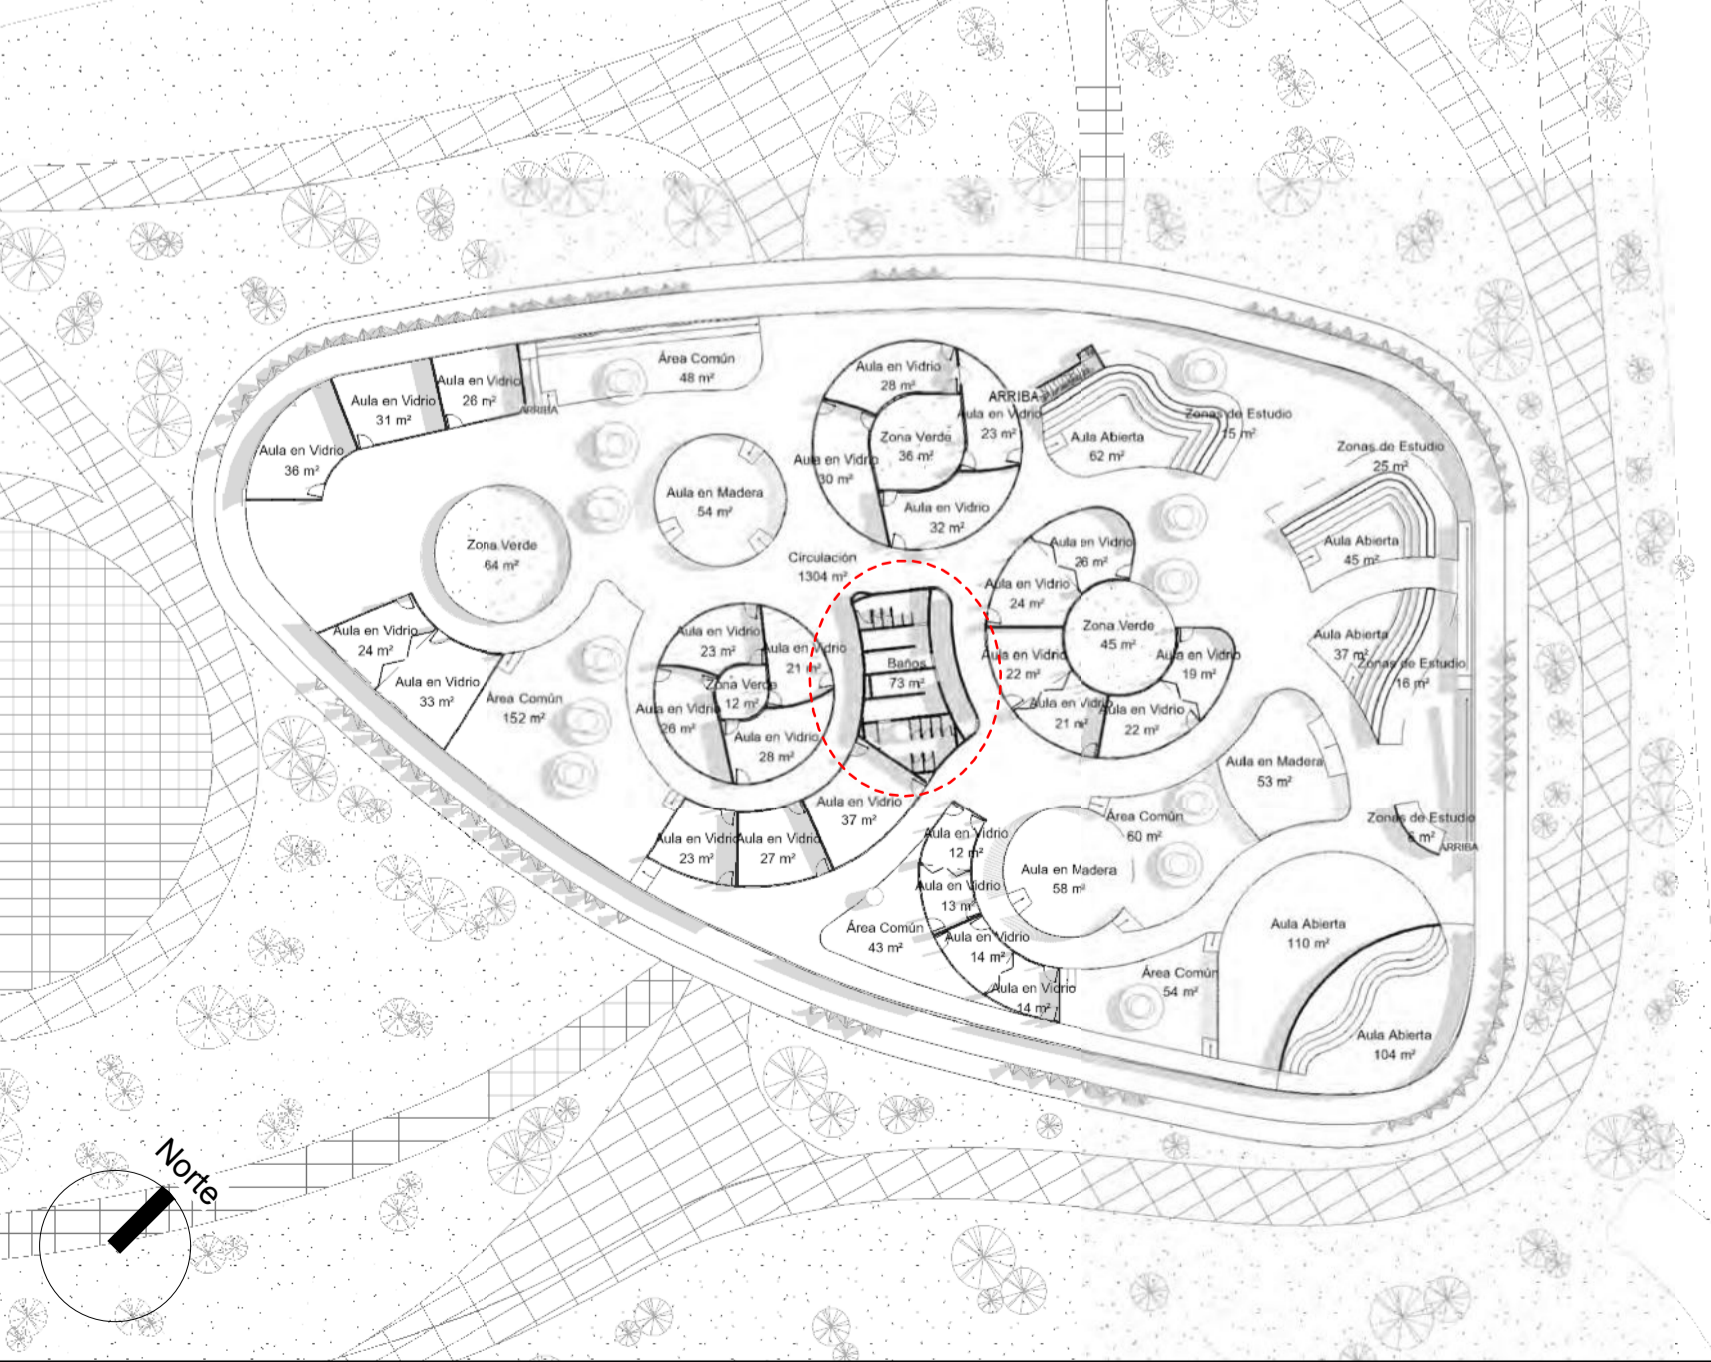 Área Común
48 m²
Aula en Vidrio
26 m²
ARRIBA
Aula en Vidrio
31 m²
Aula en Vidrio
36 m²
Aula en Vidrio
28 m²
ARRIBA
Aula en Vidrio
23 m²
Zona Verde
36 m²
Aula en Vidrio
30 m²
Aula en Vidrio
32 m²
Aula Abierta
62 m²
Zonas de Estudio
15 m²
Zonas de Estudio
25 m²
Aula en Madera
54 m²
Zona Verde
64 m²
Circulación
1304 m²
Aula en Vidrio
26 m²
Aula en Vidrio
24 m²
Aula Abierta
45 m²
Zona Verde
45 m²
Aula en Vidrio
24 m²
Aula en Vidrio
33 m²
Área Común
152 m²
Aula en Vidrio
23 m²
Aula en Vidrio
21 m²
Zona Verde
12 m²
Aula en Vidrio
26 m²
Aula en Vidrio
28 m²
Baños
73 m²
Aula en Vidrio
22 m²
Aula en Vidrio
19 m²
Aula en Vidrio
21 m²
Aula en Vidrio
22 m²
Aula Abierta
37 m²
Zonas de Estudio
16 m²
Aula en Madera
53 m²
Aula en Vidrio
37 m²
Aula en Vidrio
23 m²
Aula en Vidrio
27 m²
Aula en Vidrio
12 m²
Área Común
60 m²
Zonas de Estudio
6 m²
ARRIBA
Aula en Madera
58 m²
Aula en Vidrio
13 m²
Área Común
43 m²
Aula en Vidrio
14 m²
Aula en Vidrio
14 m²
Área Común
54 m²
Aula Abierta
110 m²
Aula Abierta
104 m²
Norte